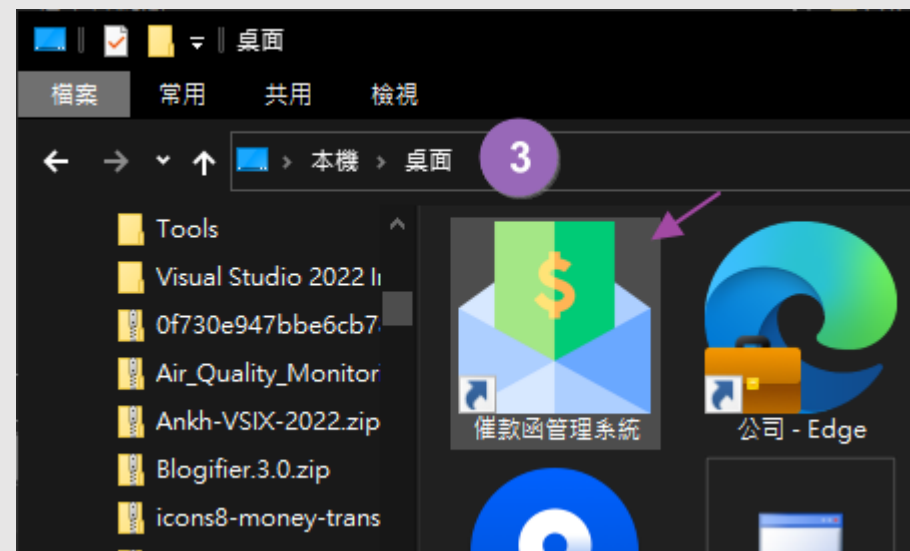 桌面
檔案 常用 共用 檢視
本機 > 桌面
3
Tools
Visual Studio 2022 I
0f730e947bbe6cb7
Air_Quality_Monitori
Ankh-VSIX-2022.zip
Blogifier.3.0.zip
icons8-money-trans
$
催款函管理系統
公司 - Edge